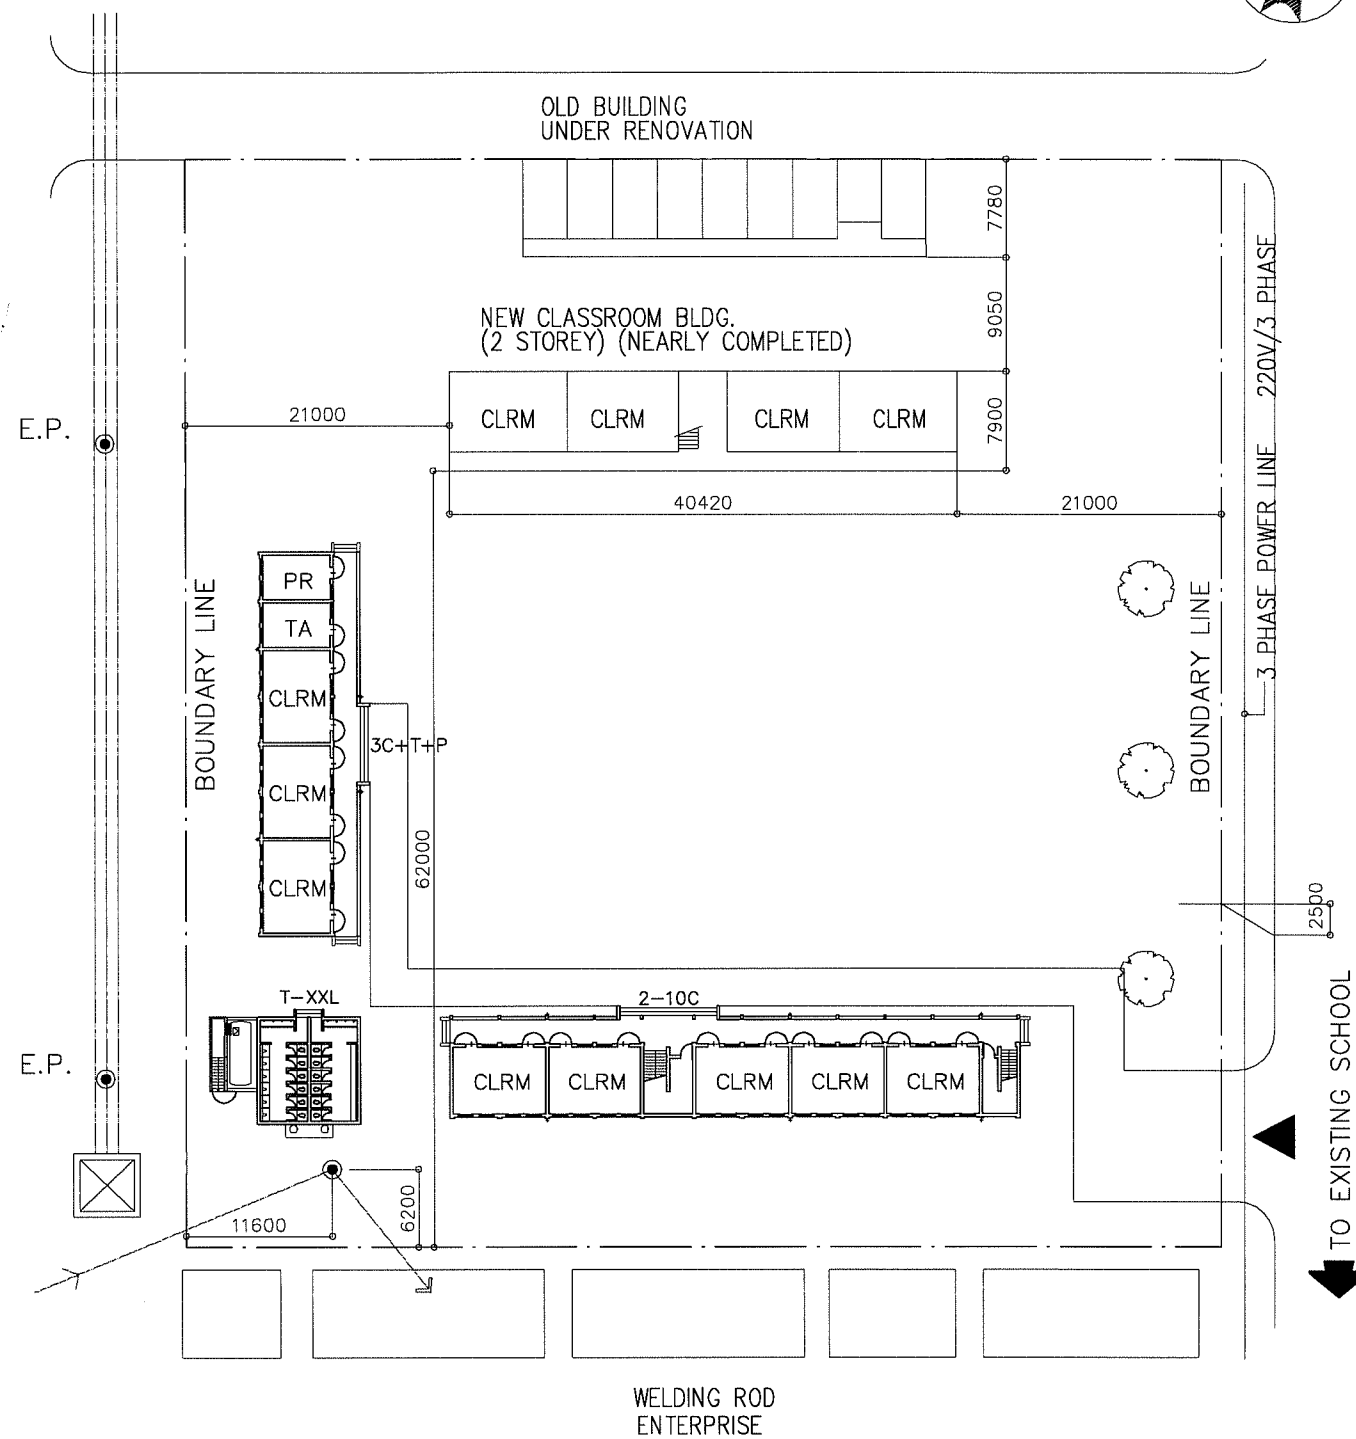 OLD BUILDING
UNDER RENOVATION
7780
9050
NEW CLASSROOM BLDG.
(2 STOREY) (NEARLY COMPLETED)
220V/3 PHASE
3 PHASE POWER LINE
E.P.
21000
CLRM
CLRM
CLRM
CLRM
7900
40420
21000
BOUNDARY LINE
PR
TA
CLRM
CLRM
CLRM
3C+T+P
62000
BOUNDARY LINE
2500
T-XXL
2-10C
E.P.
CLRM
CLRM
CLRM
CLRM
CLRM
TO EXISTING SCHOOL
11600
6200
WELDING ROD
ENTERPRISE